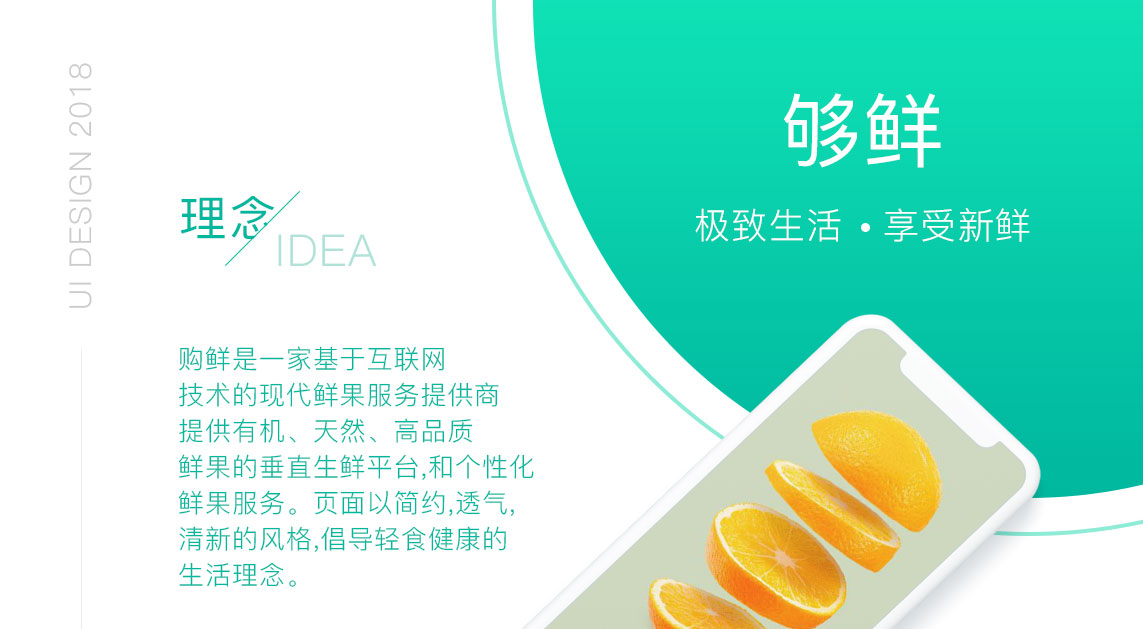 UI DESIGN 2018
理念
IDEA
购鲜是一家基于互联网
技术的现代鲜果服务提供商
提供有机、天然、高品质
鲜果的垂直生鲜平台,和个性化
鲜果服务。页面以简约,透气,
清新的风格,倡导轻食健康的
生活理念。
够鲜
极致生活 • 享受新鲜